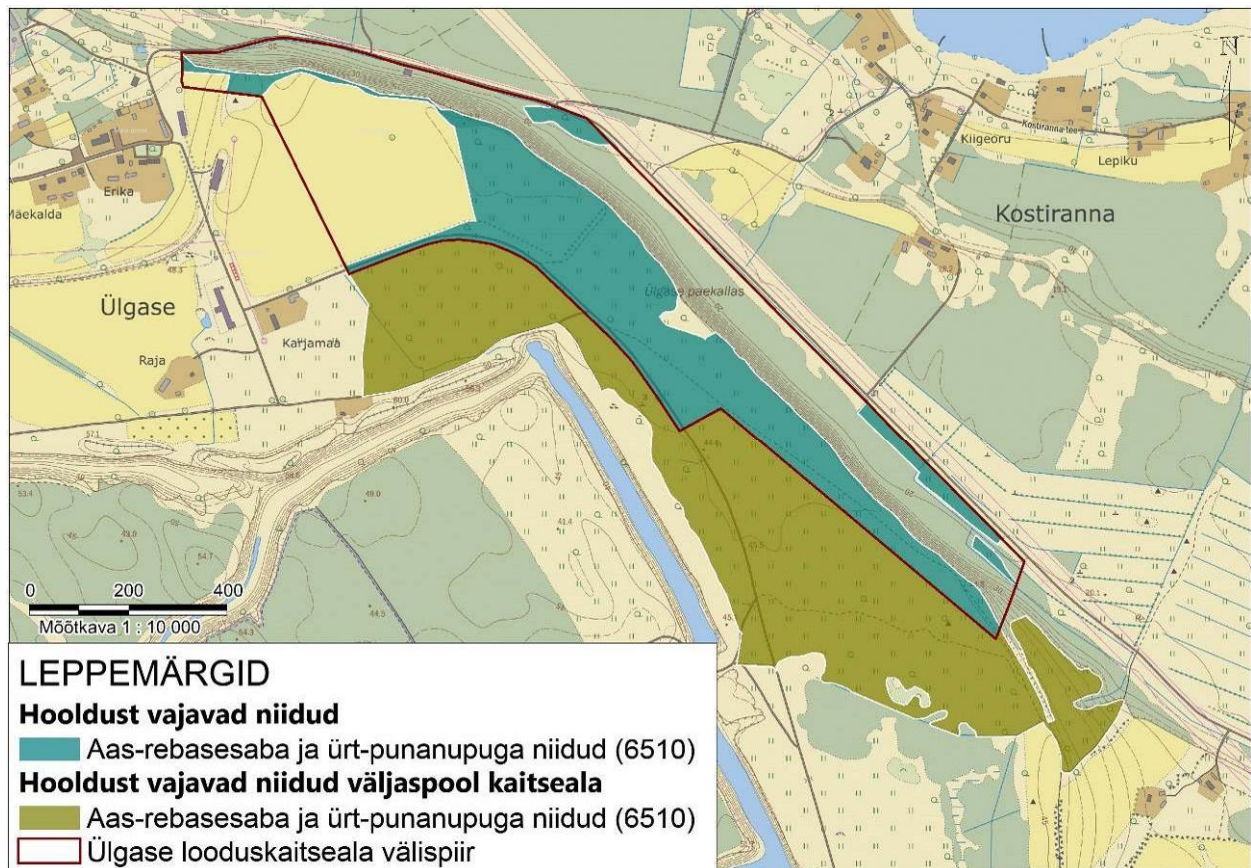 N
Kostiranna tee
Kiigeoru
Lepiku
Erika
Mäekalda
Kostiranna
Ülgase paekallas
Ülgase
Karjamaa
Raja
0 200 400
Mõõtkava 1 : 10 000
LEPPEMÄRGID
Hooldust vajavad niidud
Aas-rebasesaba ja ürt-punanupuga niidud (6510)
Hooldust vajavad niidud väljaspool kaitseala
Aas-rebasesaba ja ürt-punanupuga niidud (6510)
Ülgase looduskaitseala välispiir